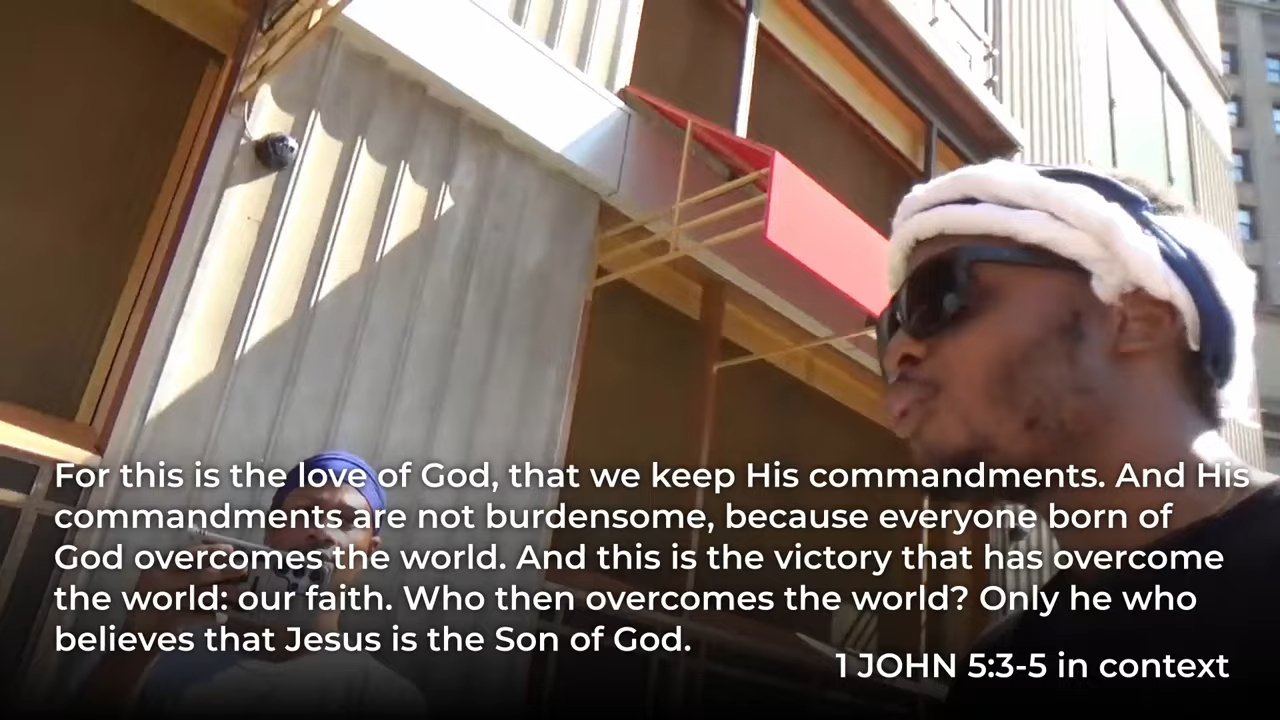 For this is the love of God, that we keep His commandments. And His
commandments are not burdensome, because everyone born of
God overcomes the world. And this is the victory that has overcome
the world: our faith. Who then overcomes the world? Only he who
believes that Jesus is the Son of God.
1 JOHN 5:3-5 in context